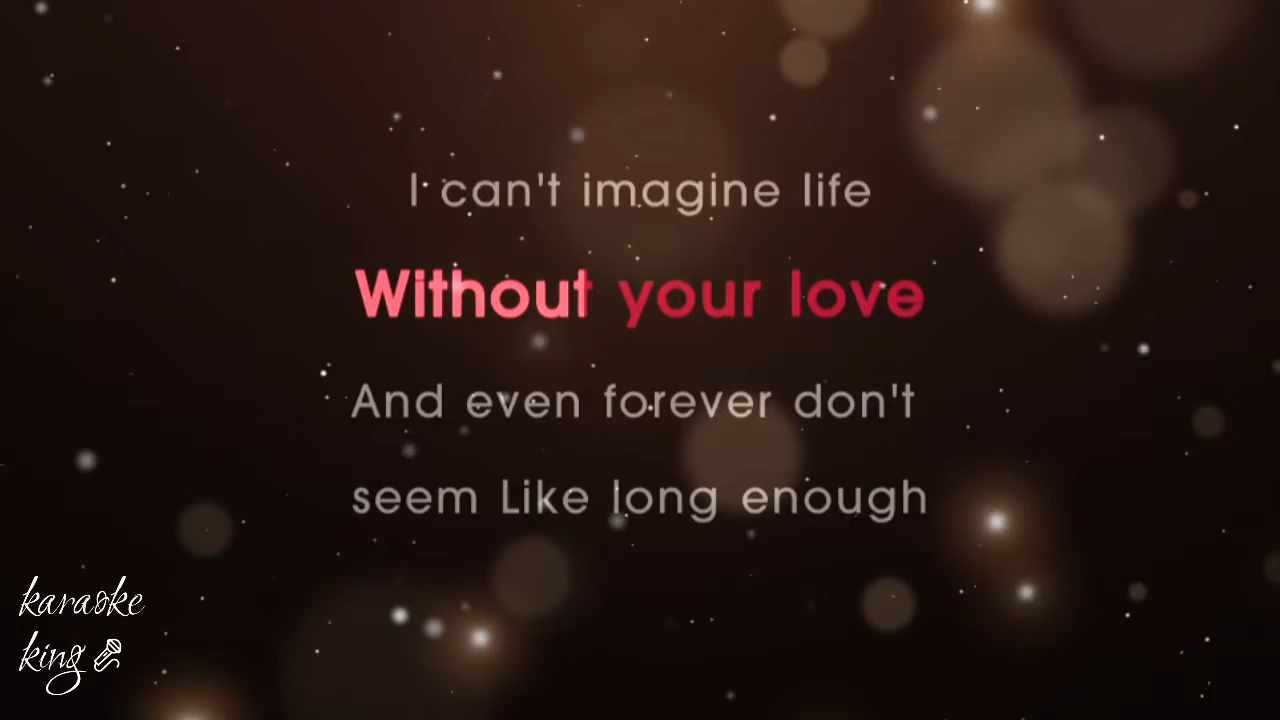 I can't imagine life
Without your love
And even forever don't
seem Like long enough
karaoke
king